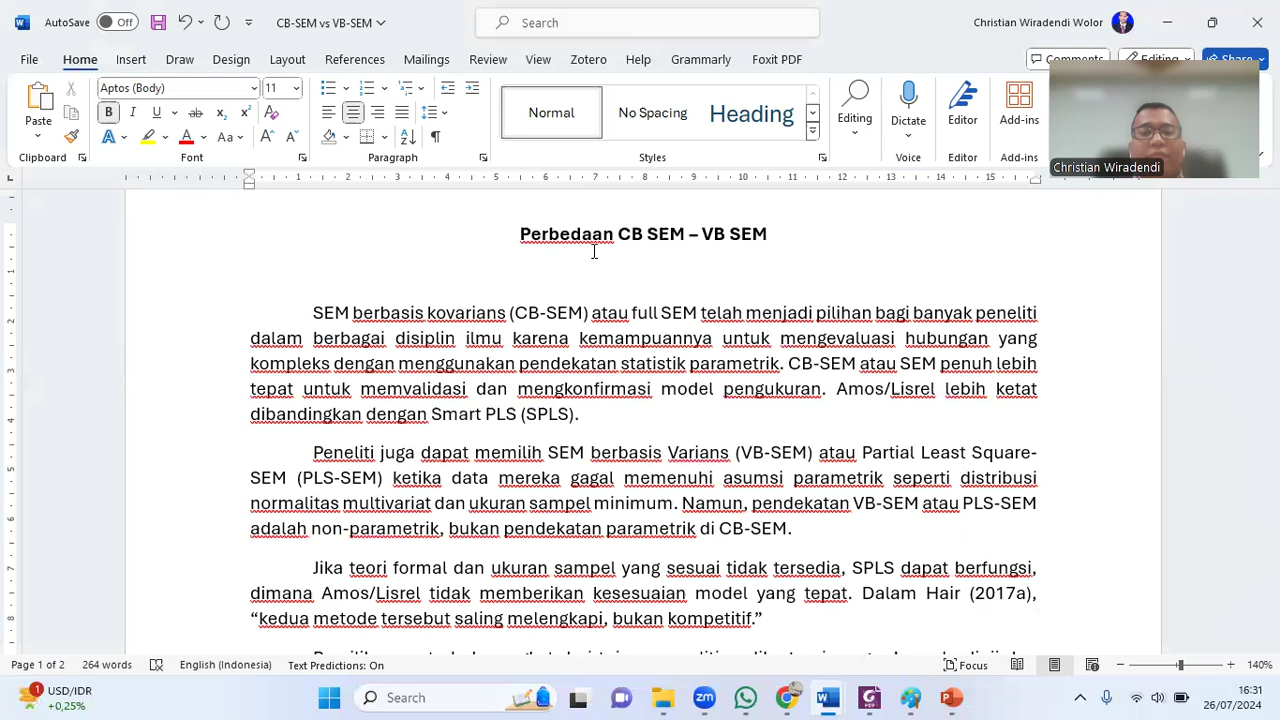 AutoSave Off CB-SEM vs VB-SEM Search Christian Wiradendi Wolor
File Home Insert Draw Design Layout References Mailings Review View Zotero Help Grammarly Foxit PDF Comments Editing Share
Paste Aptos (Body) 11 Normal No Spacing Heading Editing Dictate Editor Add-ins
Clipboard Font Paragraph Styles Voice Editor Add-ins
Christian Wiradendi
Perbedaan CB SEM – VB SEM
SEM berbasis kovarians (CB-SEM) atau full SEM telah menjadi pilihan bagi banyak peneliti
dalam berbagai disiplin ilmu karena kemampuannya untuk mengevaluasi hubungan yang
kompleks dengan menggunakan pendekatan statistik parametrik. CB-SEM atau SEM penuh lebih
tepat untuk memvalidasi dan mengkonfirmasi model pengukuran. Amos/Lisrel lebih ketat
dibandingkan dengan Smart PLS (SPLS).
Peneliti juga dapat memilih SEM berbasis Varians (VB-SEM) atau Partial Least Square-
SEM (PLS-SEM) ketika data mereka gagal memenuhi asumsi parametrik seperti distribusi
normalitas multivariat dan ukuran sampel minimum. Namun, pendekatan VB-SEM atau PLS-SEM
adalah non-parametrik, bukan pendekatan parametrik di CB-SEM.
Jika teori formal dan ukuran sampel yang sesuai tidak tersedia, SPLS dapat berfungsi,
dimana Amos/Lisrel tidak memberikan kesesuaian model yang tepat. Dalam Hair (2017a),
“kedua metode tersebut saling melengkapi, bukan kompetitif.”
Page 1 of 2 264 words English (Indonesia) Text Predictions: On Focus 140%
USD/IDR
+0,25%
Search
16:31
26/07/2024